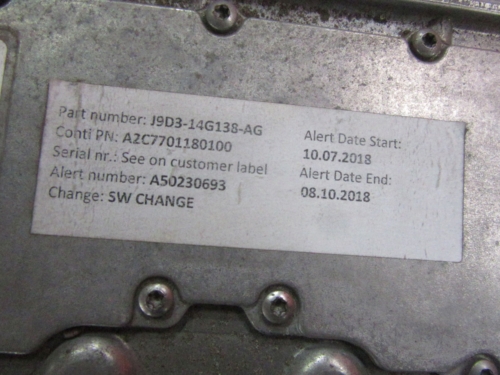 Part number: J9D3-14G138-AG
Conti PN: A2C7701180100
Serial nr.: See on customer label
Alert number: A50230693
Change: SW CHANGE
Alert Date Start:
10.07.2018
Alert Date End:
08.10.2018